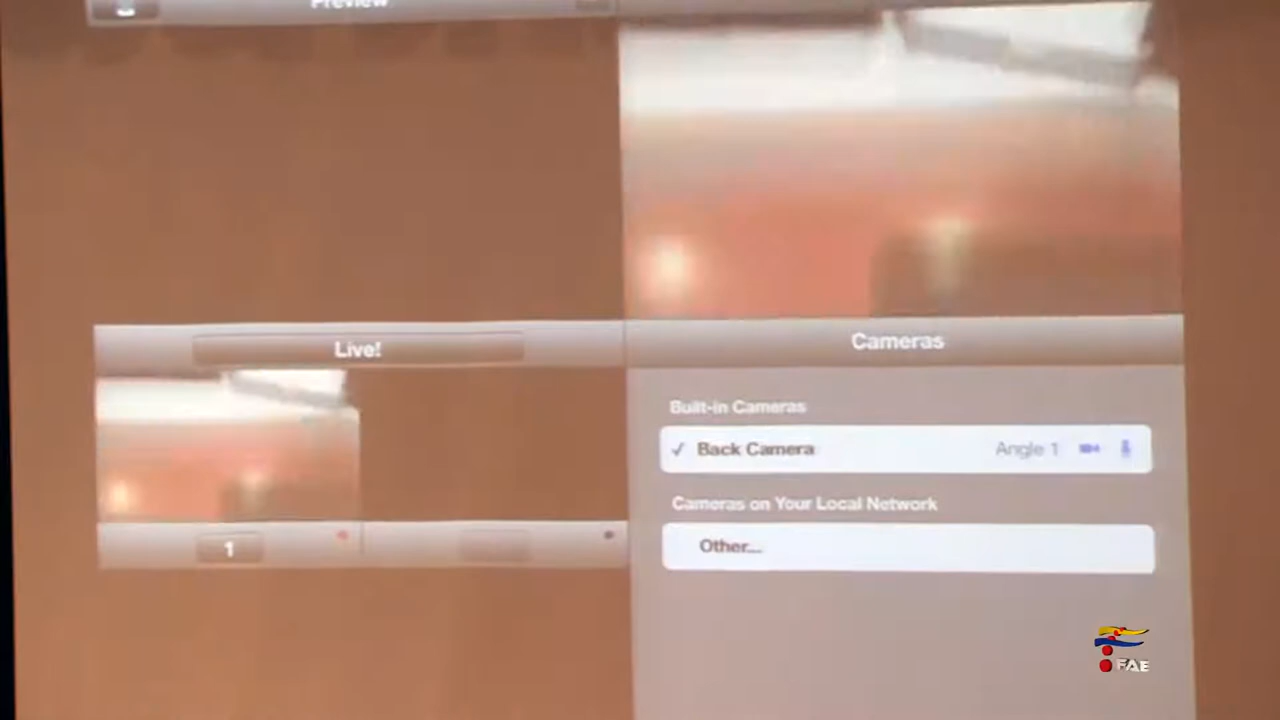 Preview
Live!
Cameras
Built-in Cameras
✓ Back Camera Angle 1
Cameras on Your Local Network
Other...
1
FAE